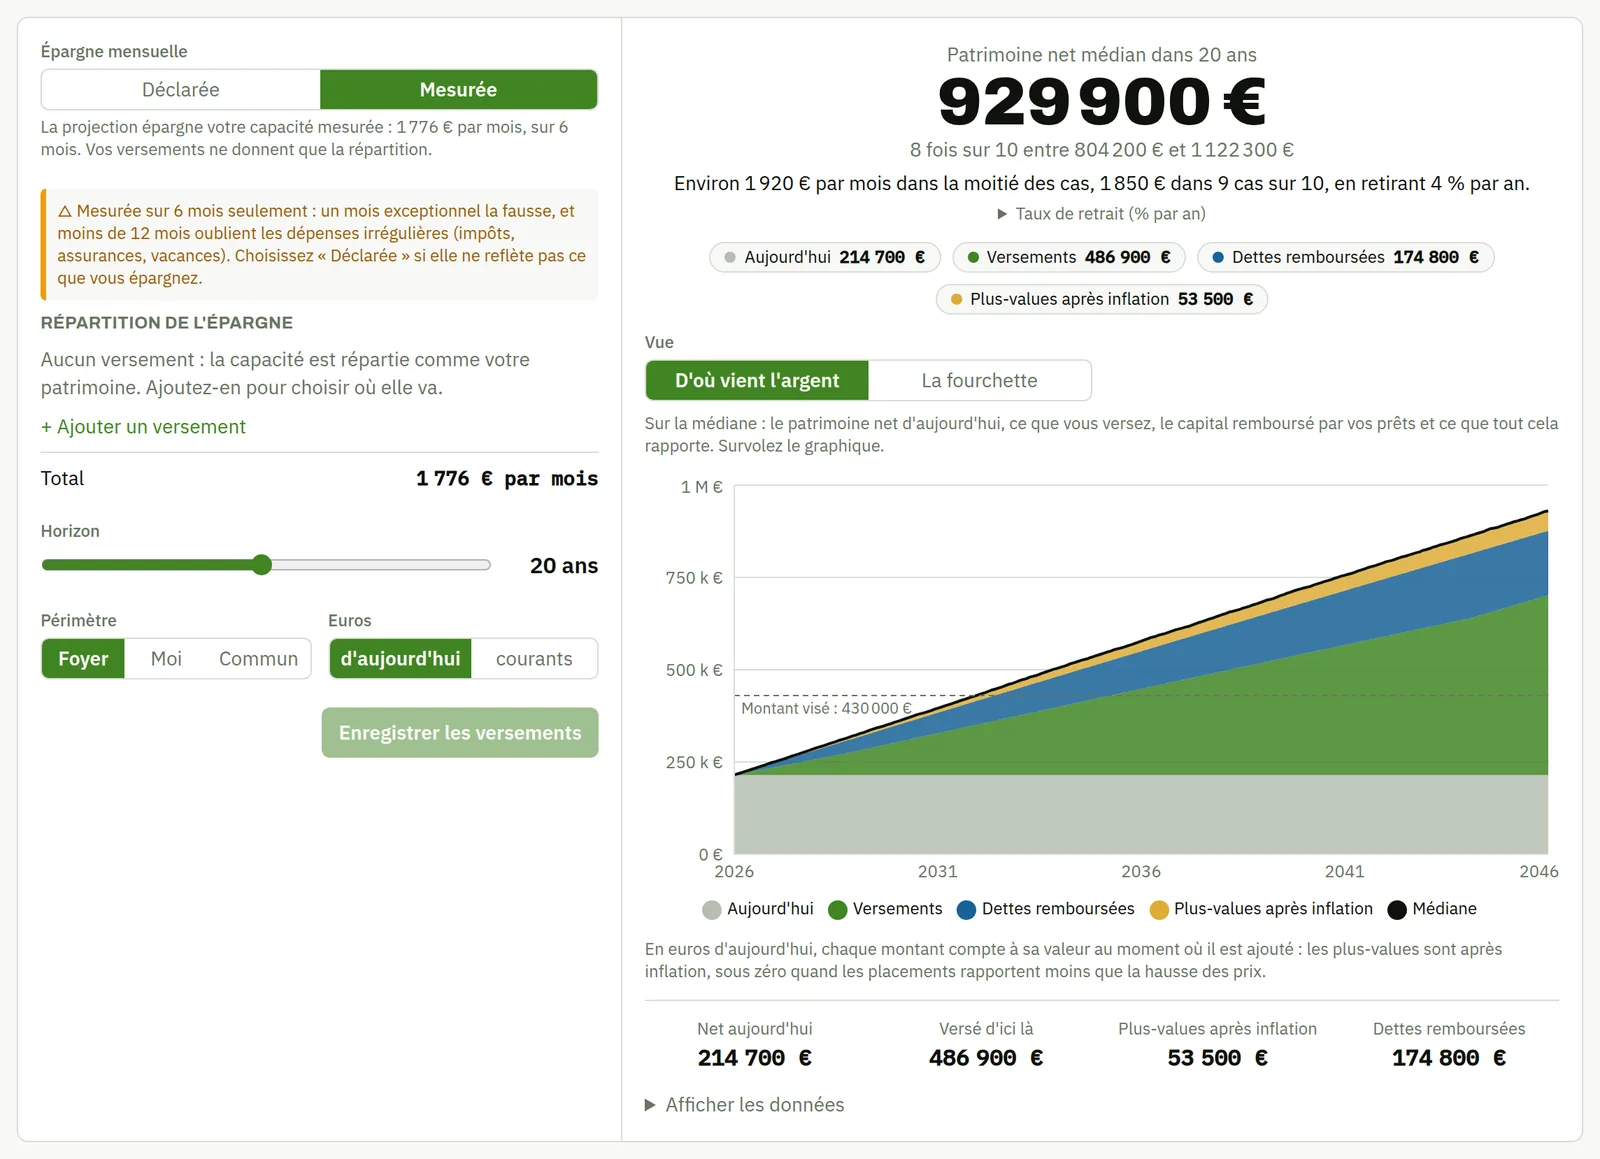 Épargne mensuelle
Déclarée
Mesurée
La projection épargne votre capacité mesurée : 1 776 € par mois, sur 6
mois. Vos versements ne donnent que la répartition.
⚠ Mesurée sur 6 mois seulement : un mois exceptionnel la fausse, et
moins de 12 mois oublient les dépenses irrégulières (impôts,
assurances, vacances). Choisissez « Déclarée » si elle ne reflète pas ce
que vous épargnez.
RÉPARTITION DE L'ÉPARGNE
Aucun versement : la capacité est répartie comme votre
patrimoine. Ajoutez-en pour choisir où elle va.
+ Ajouter un versement
Total
1 776 € par mois
Horizon
20 ans
Périmètre
Foyer
Moi
Commun
Euros
d'aujourd'hui
courants
Enregistrer les versements
Patrimoine net médian dans 20 ans
929 900 €
8 fois sur 10 entre 804 200 € et 1 122 300 €
Environ 1 920 € par mois dans la moitié des cas, 1 850 € dans 9 cas sur 10, en retirant 4 % par an.
▶ Taux de retrait (% par an)
Aujourd'hui 214 700 €
Versements 486 900 €
Dettes remboursées 174 800 €
Plus-values après inflation 53 500 €
Vue
D'où vient l'argent
La fourchette
Sur la médiane : le patrimoine net d'aujourd'hui, ce que vous versez, le capital remboursé par vos prêts et ce que tout cela
rapporte. Survolez le graphique.
1 M €
750 k €
500 k €
Montant visé : 430 000 €
250 k €
0 €
2026
2031
2036
2041
2046
Aujourd'hui
Versements
Dettes remboursées
Plus-values après inflation
Médiane
En euros d'aujourd'hui, chaque montant compte à sa valeur au moment où il est ajouté : les plus-values sont après
inflation, sous zéro quand les placements rapportent moins que la hausse des prix.
Net aujourd'hui
214 700 €
Versé d'ici là
486 900 €
Plus-values après inflation
53 500 €
Dettes remboursées
174 800 €
▶ Afficher les données